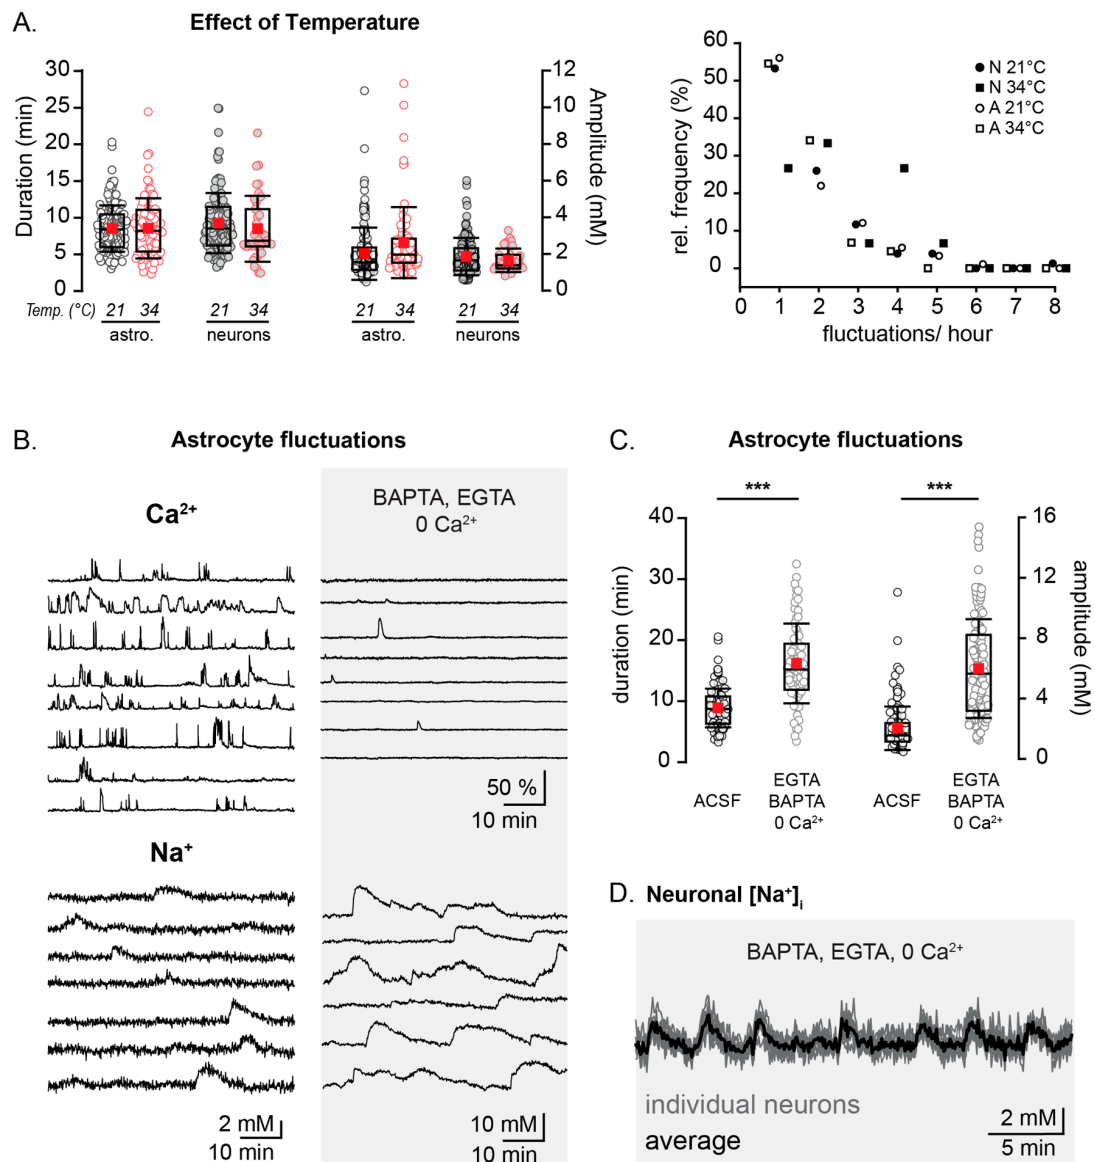 A.
Effect of Temperature
Duration (min)
30
25
20
15
10
5
0
12
10
8
6
4
2
0
Amplitude (mM)
Temp. (°C) 21 34 21 34 21 34 21 34
astro. neurons astro. neurons
rel. frequency (%)
60
50
40
30
20
10
0
0 1 2 3 4 5 6 7 8
fluctuations/ hour
N 21°C
N 34°C
A 21°C
A 34°C
B.
Astrocyte fluctuations
Ca²⁺
BAPTA, EGTA
0 Ca²⁺
50 %
10 min
Na⁺
2 mM
10 min
10 mM
10 min
C.
Astrocyte fluctuations
*** ***
duration (min)
40
30
20
10
0
16
12
8
4
0
amplitude (mM)
ACSF
EGTA
BAPTA
0 Ca²⁺
ACSF
EGTA
BAPTA
0 Ca²⁺
D. Neuronal [Na⁺]i
BAPTA, EGTA, 0 Ca²⁺
individual neurons
average
2 mM
5 min